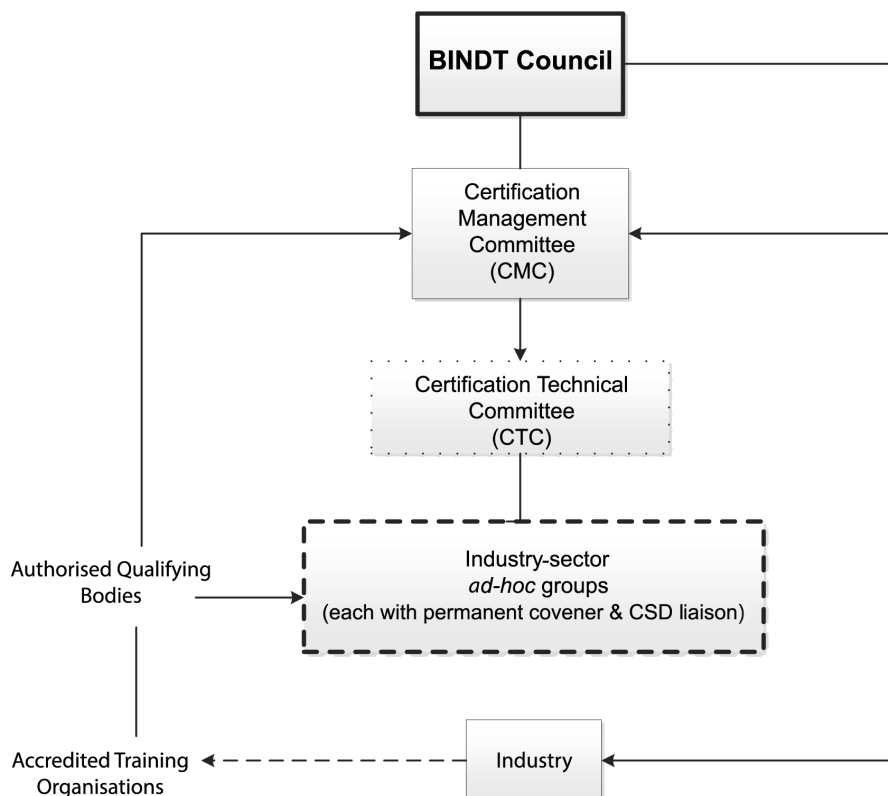 BINDT Council
Certification
Management
Committee
(CMC)
Certification Technical
Committee
(CTC)
Industry-sector
ad-hoc groups
(each with permanent covener & CSD liaison)
Authorised Qualifying
Bodies
Accredited Training
Organisations
Industry